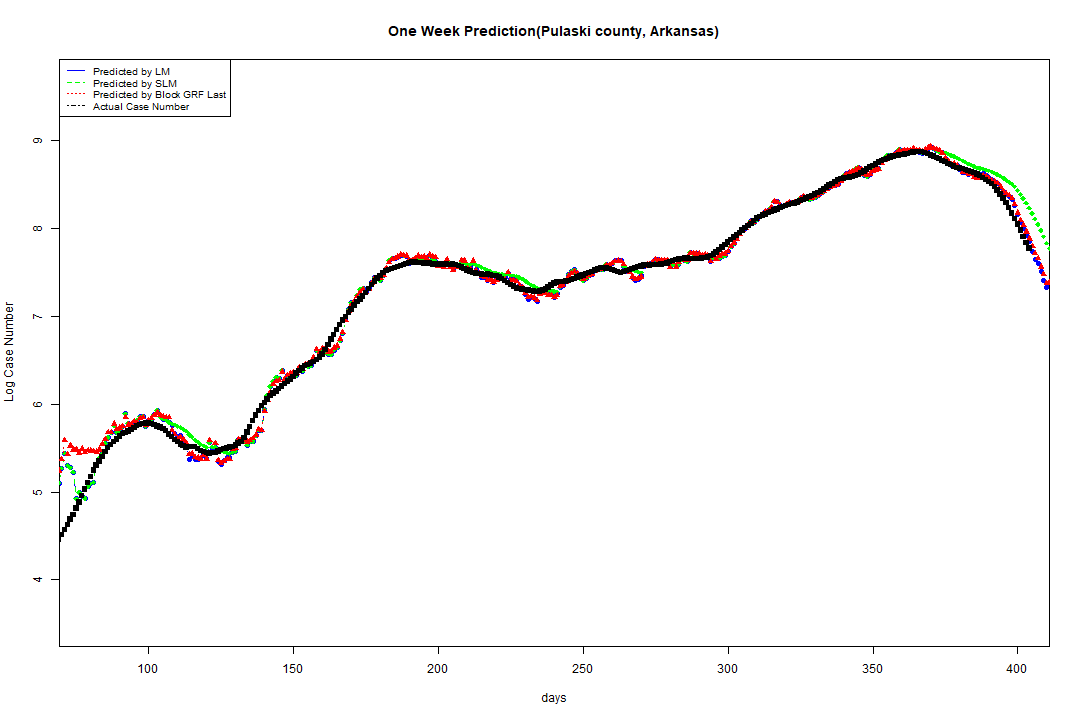 One Week Prediction(Pulaski county, Arkansas)
Predicted by LM
Predicted by SLM
Predicted by Block GRF Last
Actual Case Number
9
8
7
6
5
4
Log Case Number
100 150 200 250 300 350 400
days